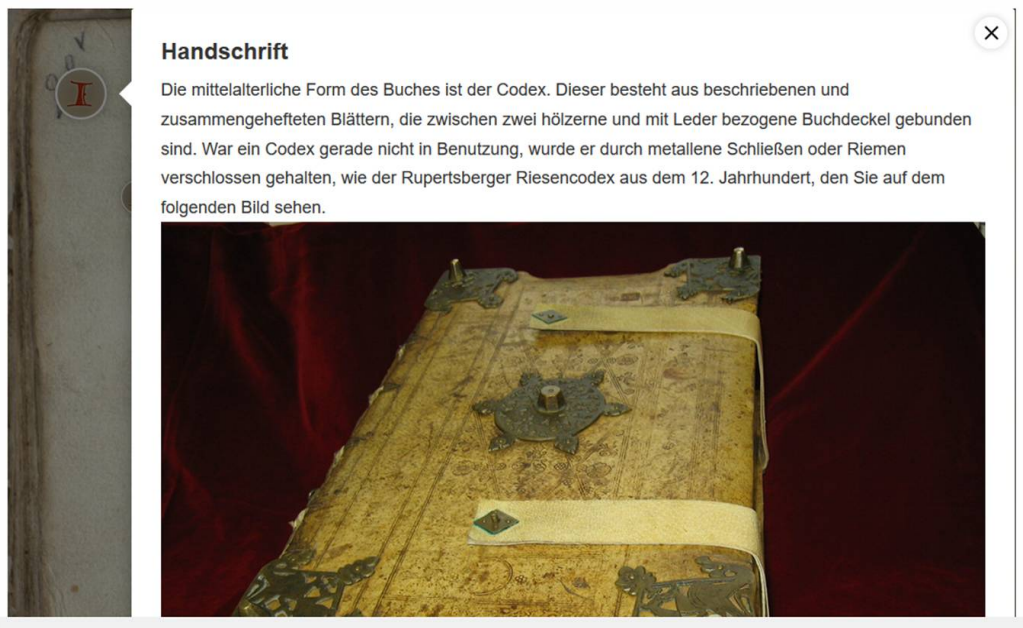 Handschrift
Die mittelalterliche Form des Buches ist der Codex. Dieser besteht aus beschriebenen und
zusammengehefteten Blättern, die zwischen zwei hölzerne und mit Leder bezogene Buchdeckel gebunden
sind. War ein Codex gerade nicht in Benutzung, wurde er durch metallene Schließen oder Riemen
verschlossen gehalten, wie der Rupertsberger Riesencodex aus dem 12. Jahrhundert, den Sie auf dem
folgenden Bild sehen.